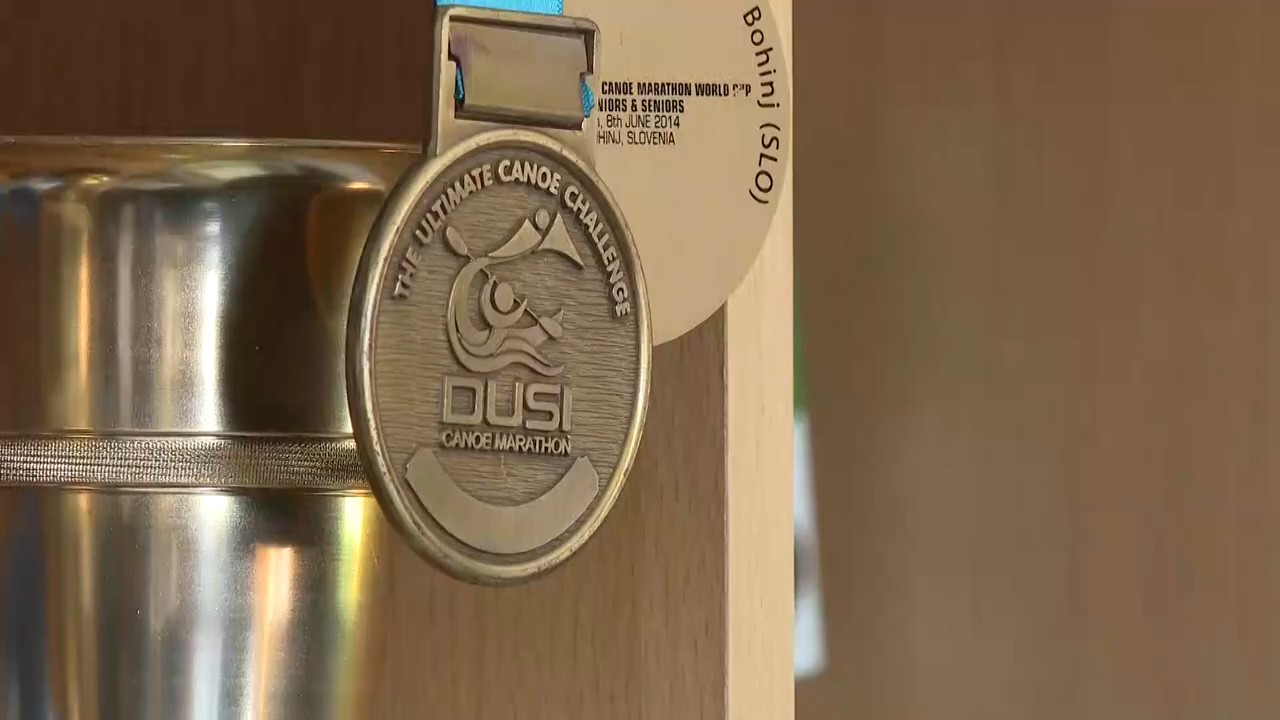 CANOE MARATHON WORLD CUP
NIORS & SENIORS
, 8th JUNE 2014
HINJ, SLOVENIA
Bohinj (SLO)
THE ULTIMATE CANOE CHALLENGE
DUSI
CANOE MARATHON